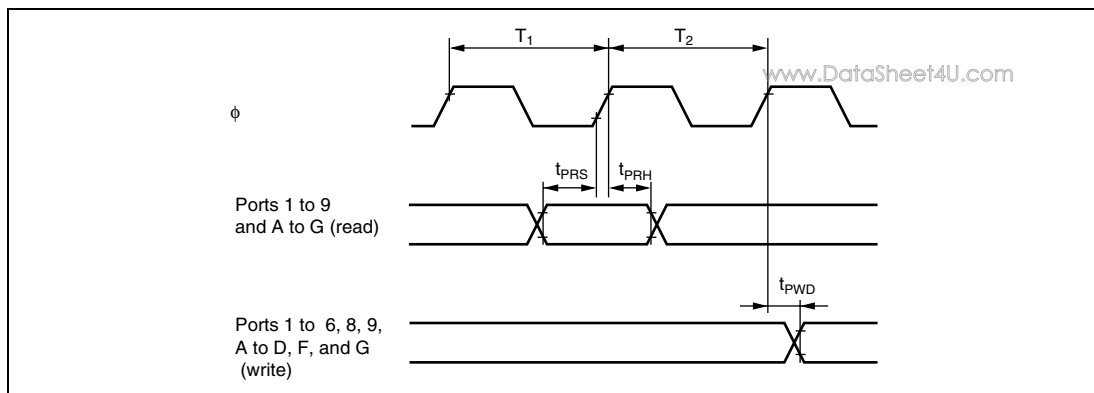 T₁
T₂
www.DataSheet4U.com
ϕ
tPRS
tPRH
Ports 1 to 9
and A to G (read)
tPWD
Ports 1 to 6, 8, 9,
A to D, F, and G
(write)